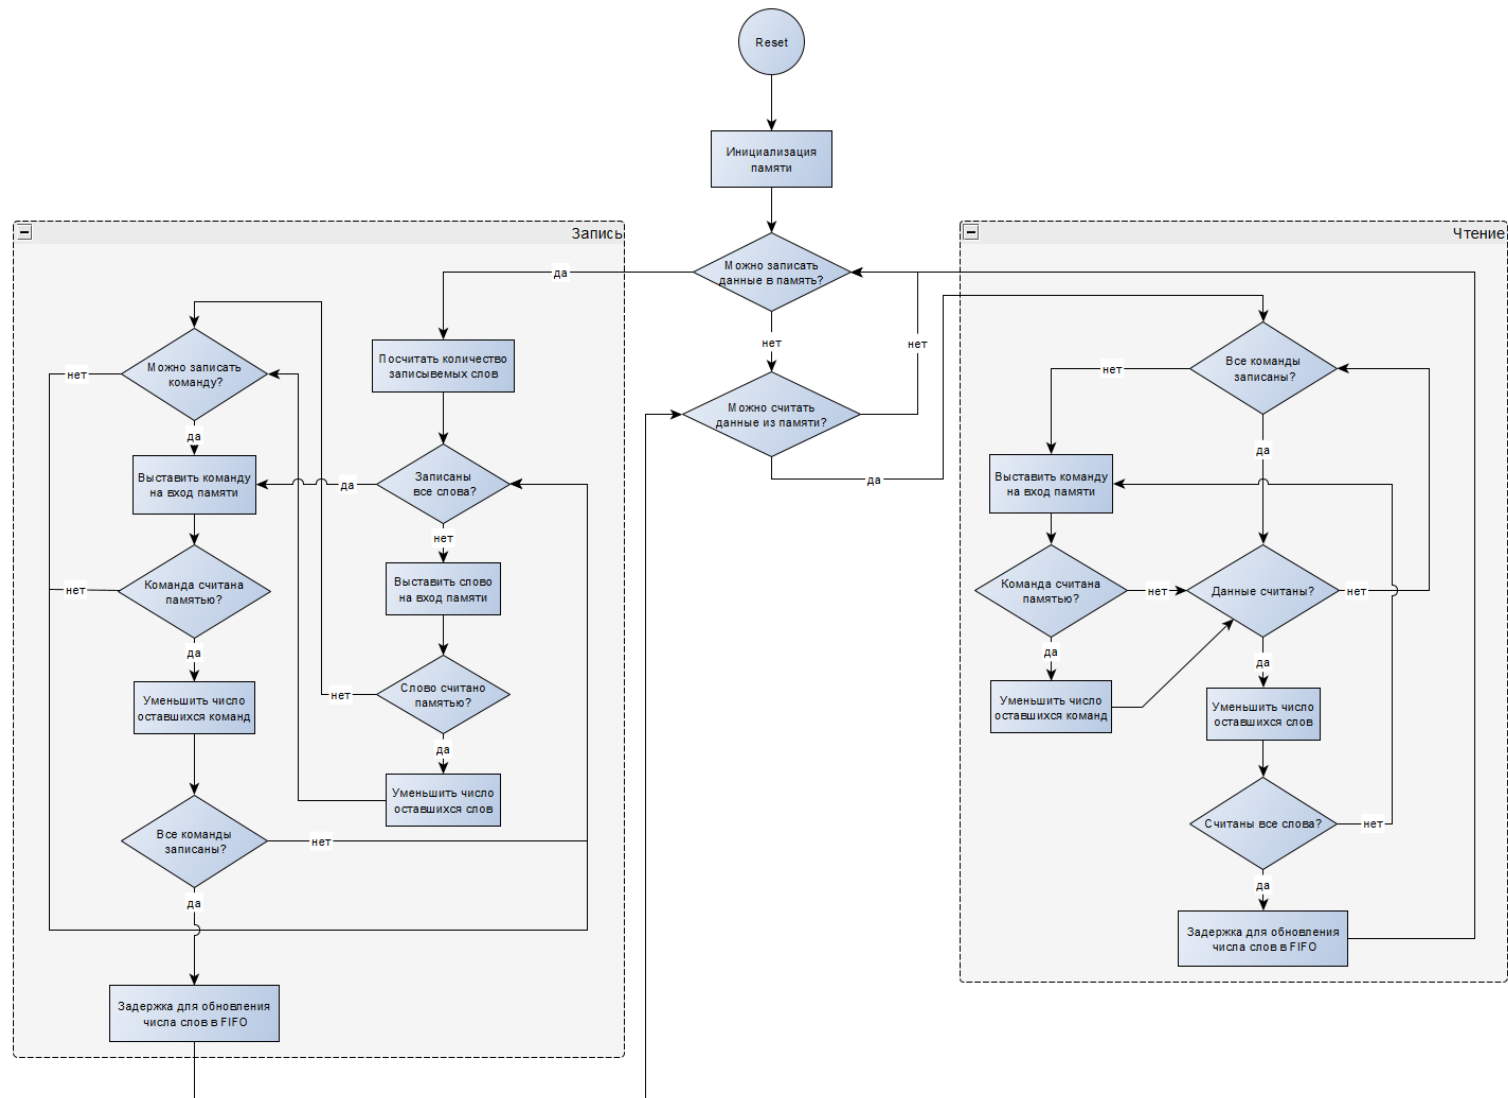 Reset
Инициализация
памяти
Запись
Чтение
Можно записать
данные в память?
да
нет
нет
Можно считать
данные из памяти?
да
Посчитать количество
записывемых слов
Можно записать
команду?
нет
да
Выставить команду
на вход памяти
да
Записаны
все слова?
нет
Выставить слово
на вход памяти
Команда считана
памятью?
нет
да
Слово считано
памятью?
нет
да
Уменьшить число
оставшихся команд
Уменьшить число
оставшихся слов
Все команды
записаны?
нет
да
Задержка для обновления
числа слов в FIFO
Все команды
записаны?
нет
да
Выставить команду
на вход памяти
Команда считана
памятью?
нет
да
Данные считаны?
нет
да
Уменьшить число
оставшихся команд
Уменьшить число
оставшихся слов
Считаны все слова?
нет
да
Задержка для обновления
числа слов в FIFO